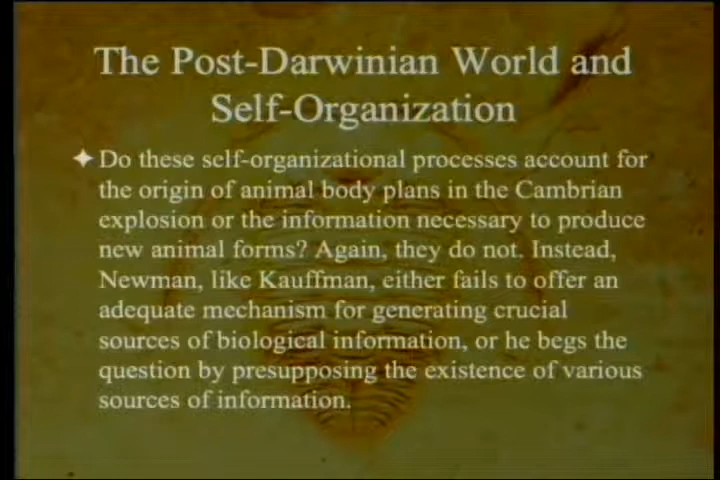 The Post-Darwinian World and
Self-Organization
Do these self-organizational processes account for
the origin of animal body plans in the Cambrian
explosion or the information necessary to produce
new animal forms? Again, they do not. Instead,
Newman, like Kauffman, either fails to offer an
adequate mechanism for generating crucial
sources of biological information, or he begs the
question by presupposing the existence of various
sources of information.